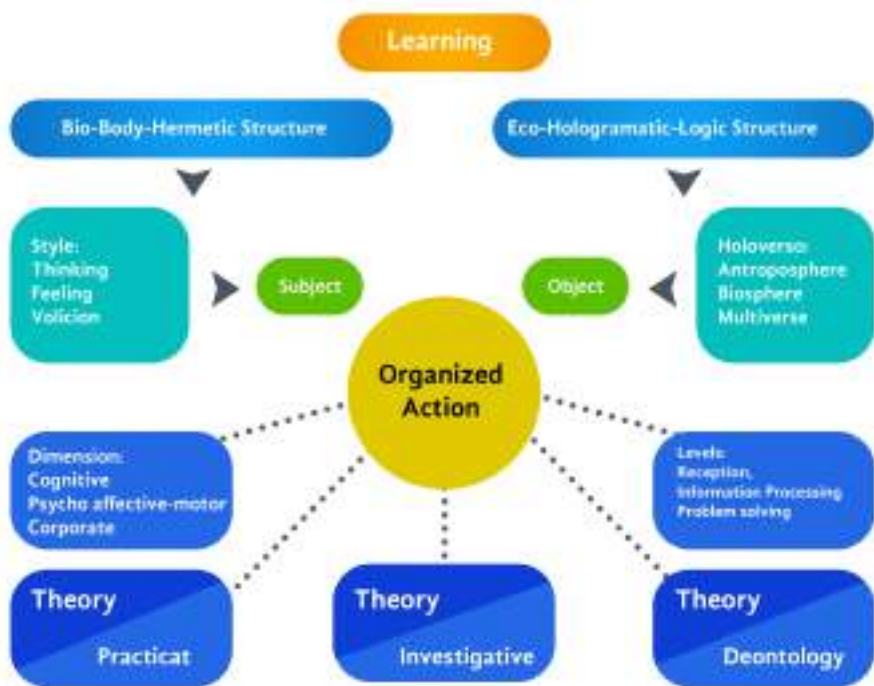 Learning
Bio-Body-Hermetic Structure
Eco-Hologramatic-Logic Structure
Style:
Thinking
Feeling
Volicion
Subject
Object
Holoverso:
Antroposphere
Biosphere
Multiverse
Organized
Action
Dimension:
Cognitive
Psycho affective-motor
Corporate
Levels:
Reception,
Information Processing
Problem solving
Theory
Practicat
Theory
Investigative
Theory
Deontology